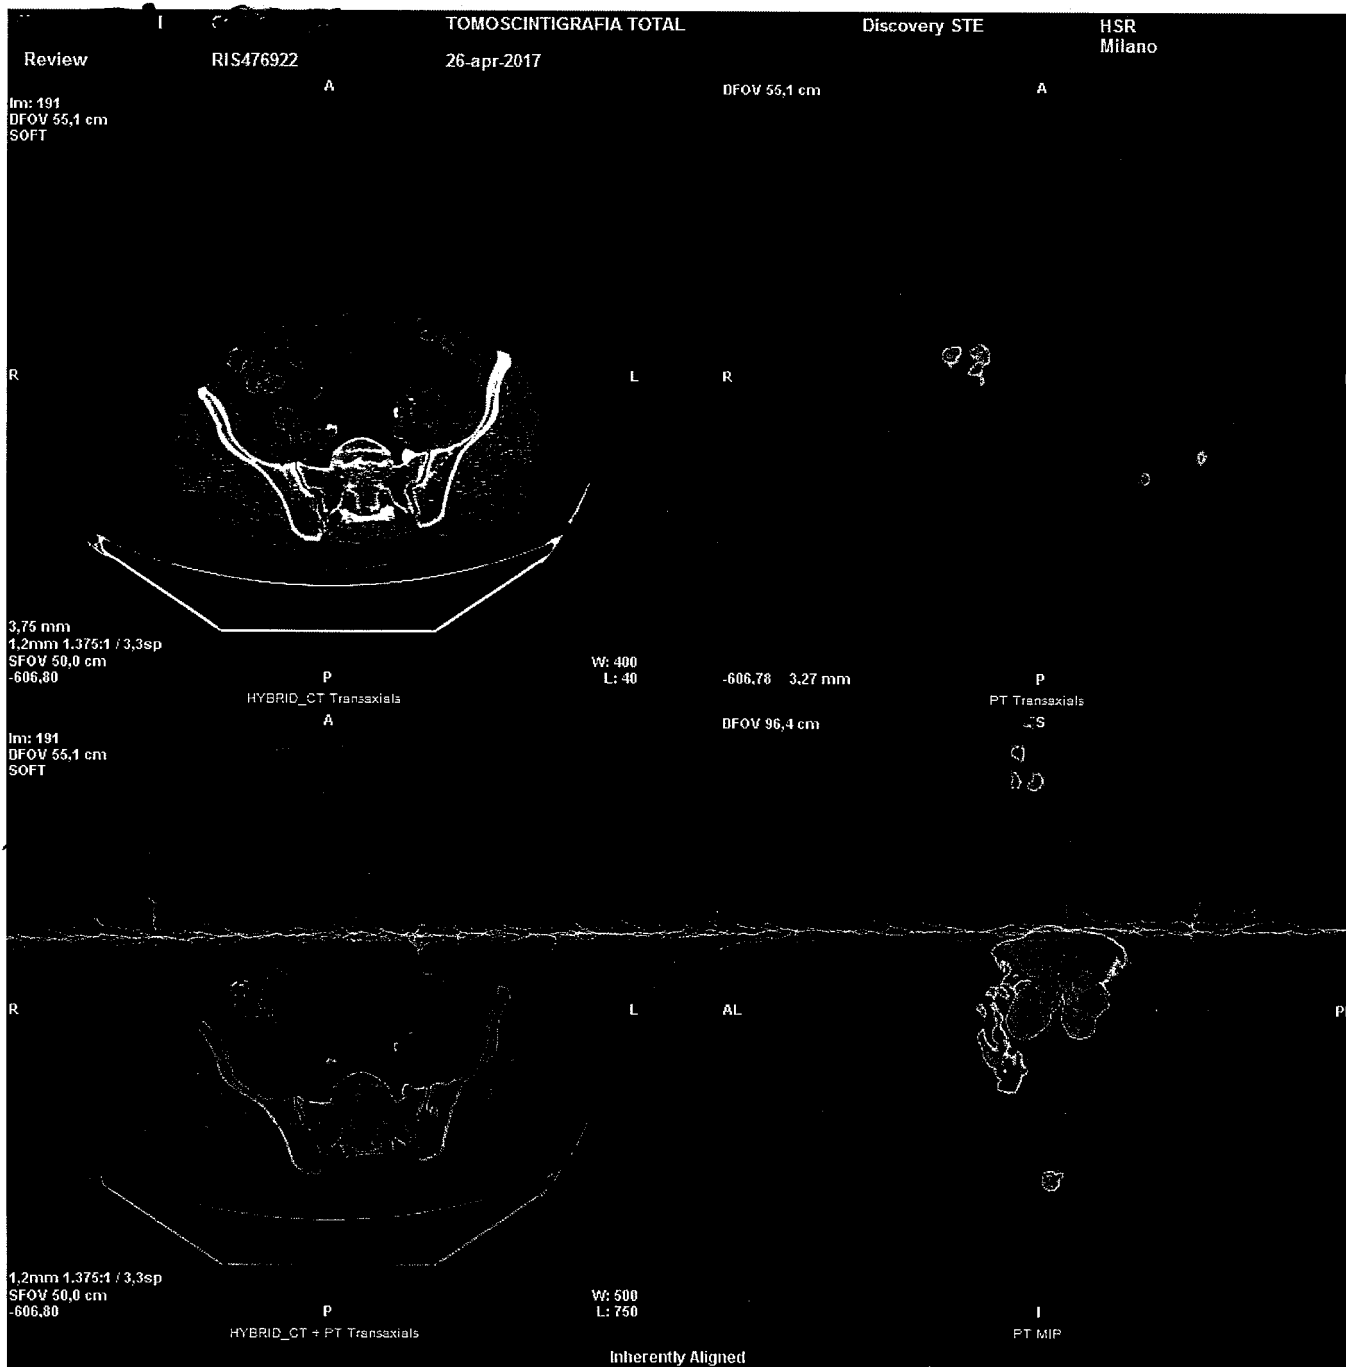 TOMOSCINTIGRAFIA TOTAL
Discovery STE
HSR
Milano
Review
RIS476922
26-apr-2017
A
Im: 191
DFOV 55,1 cm
SOFT
R
L
3,75 mm
1,2mm 1.375:1 / 3,3sp
SFOV 50,0 cm
-606,80
P
W: 400
L: 40
HYBRID_CT Transaxials
DFOV 55,1 cm
A
R
-606,78 3,27 mm
P
PT Transaxials
A
Im: 191
DFOV 55,1 cm
SOFT
R
L
1,2mm 1.375:1 / 3,3sp
SFOV 50,0 cm
-606,80
P
W: 500
L: 750
HYBRID_CT + PT Transaxials
DFOV 96,4 cm
S
AL
I
PT MIP
Inherently Aligned